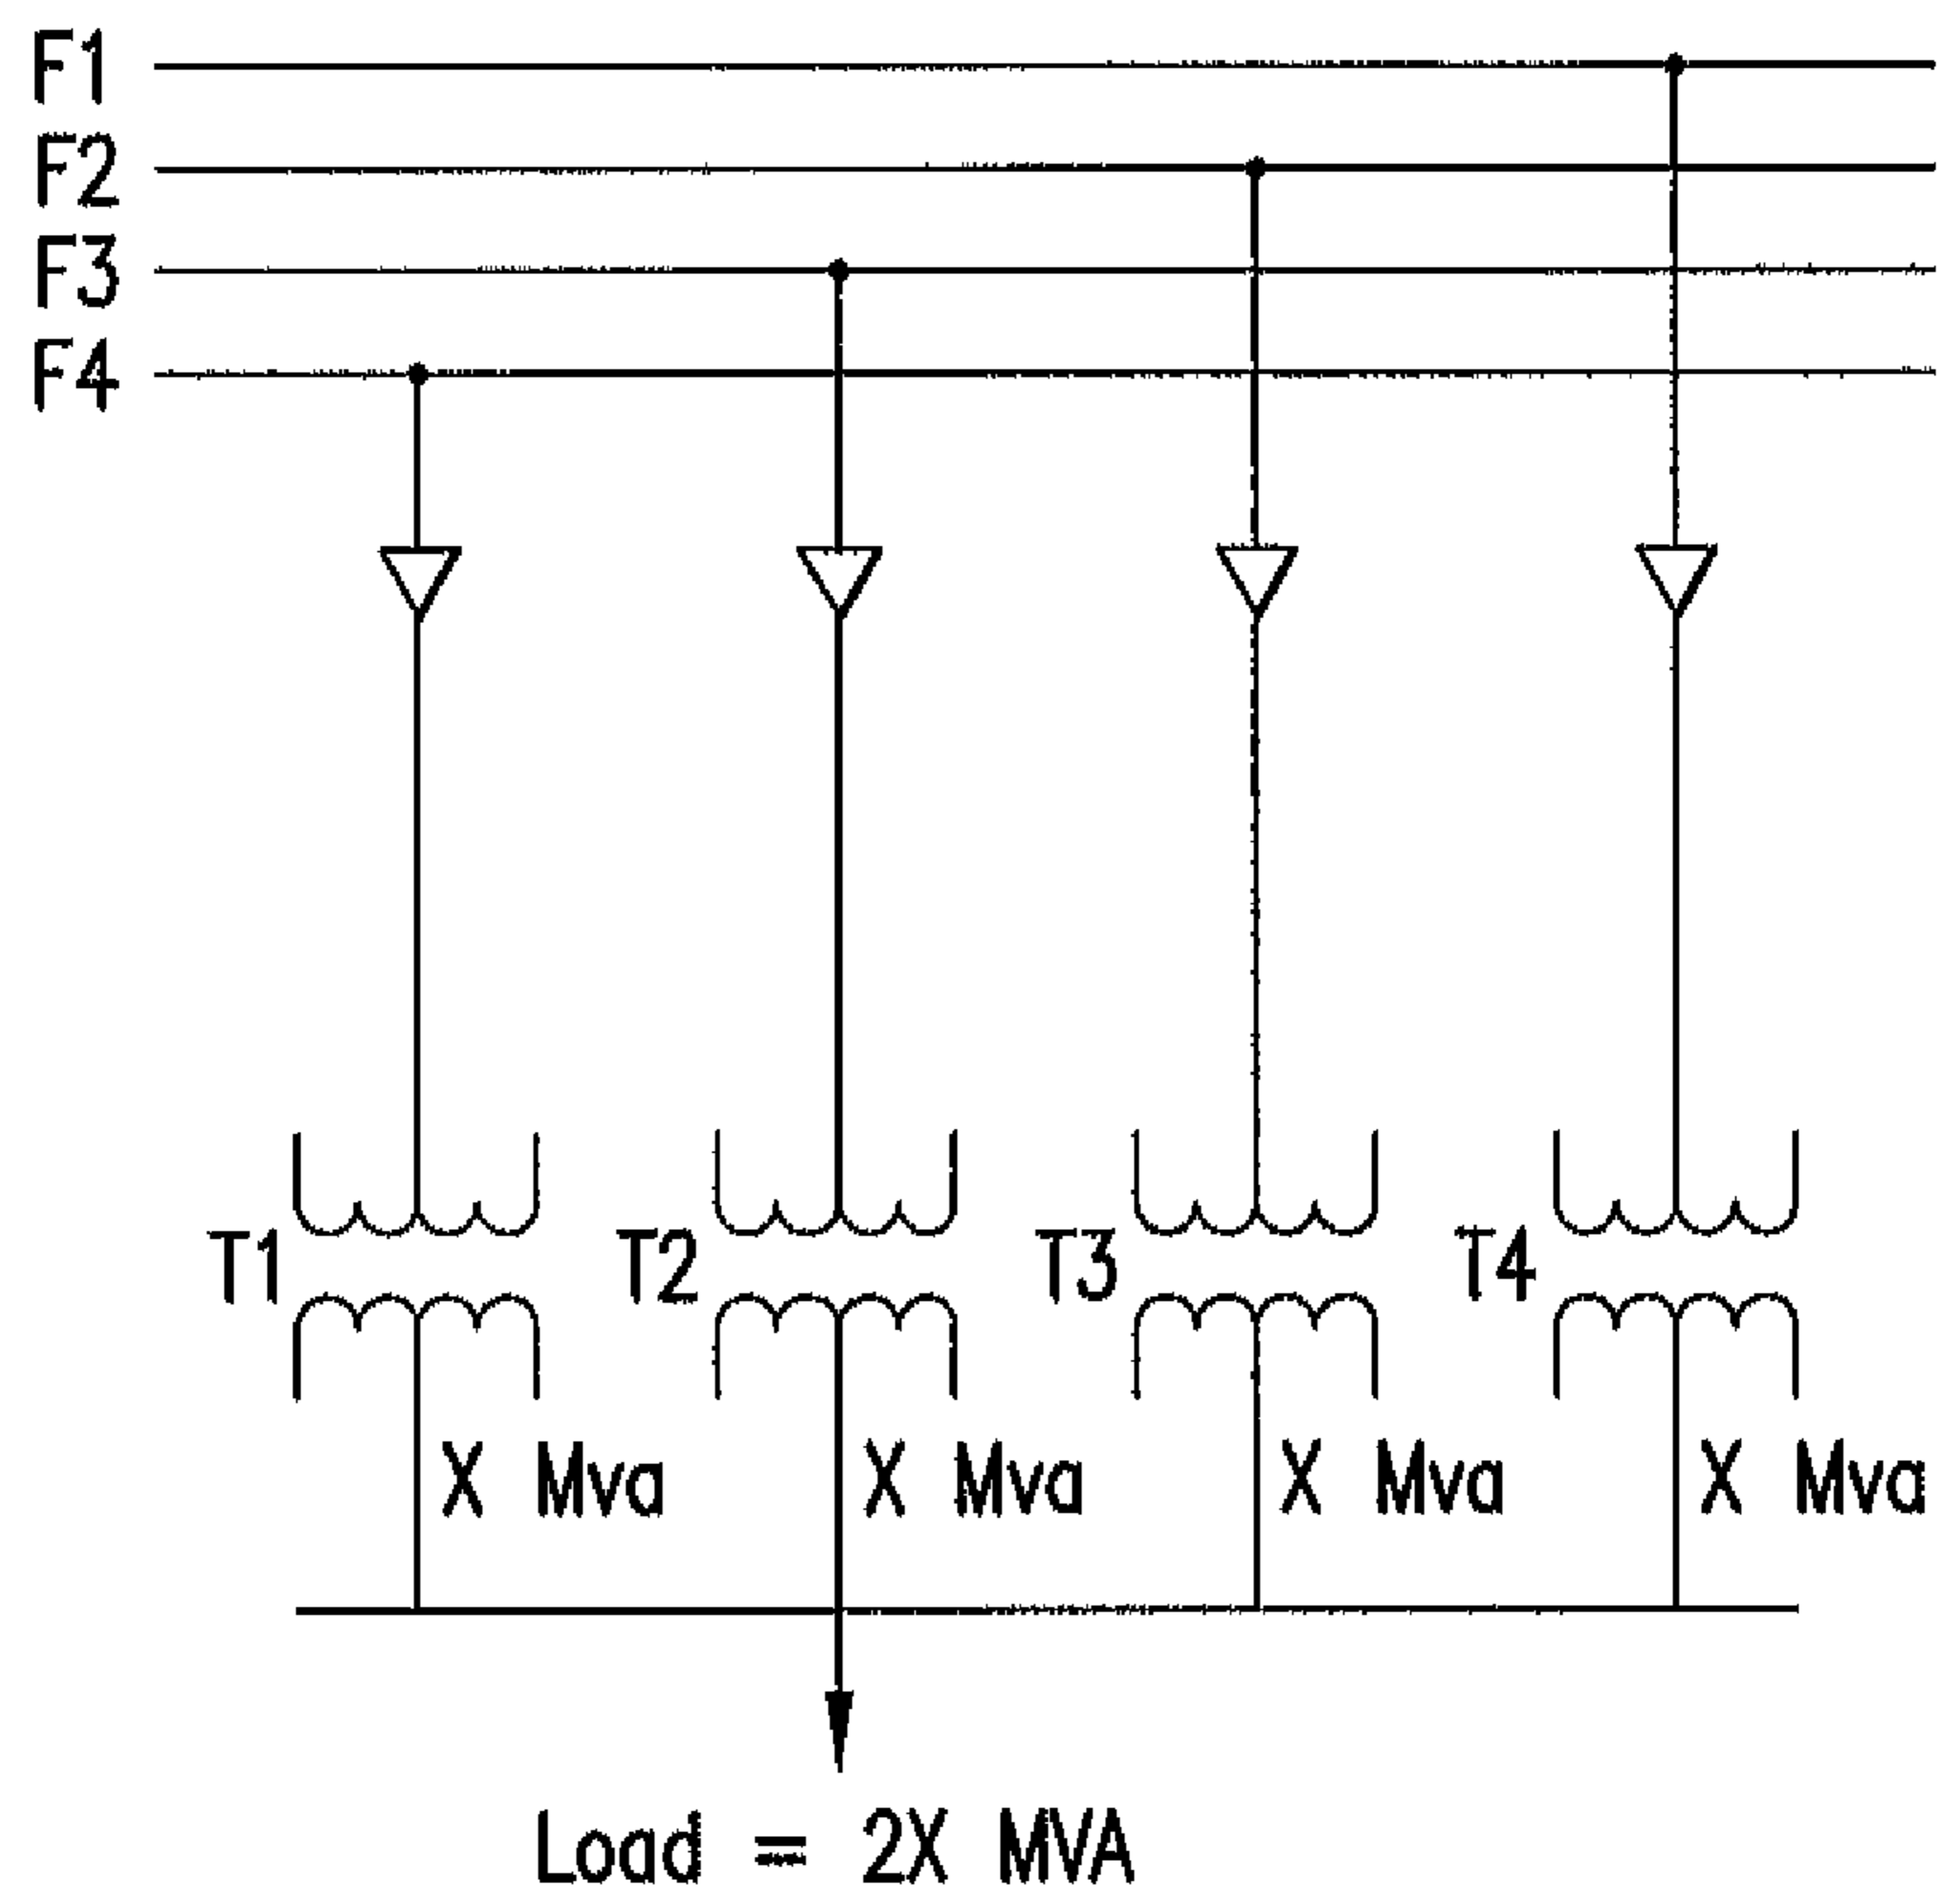 F1
F2
F3
F4
T1 T2 T3 T4
X Mva X Mva X Mva X Mva
Load = 2X MVA